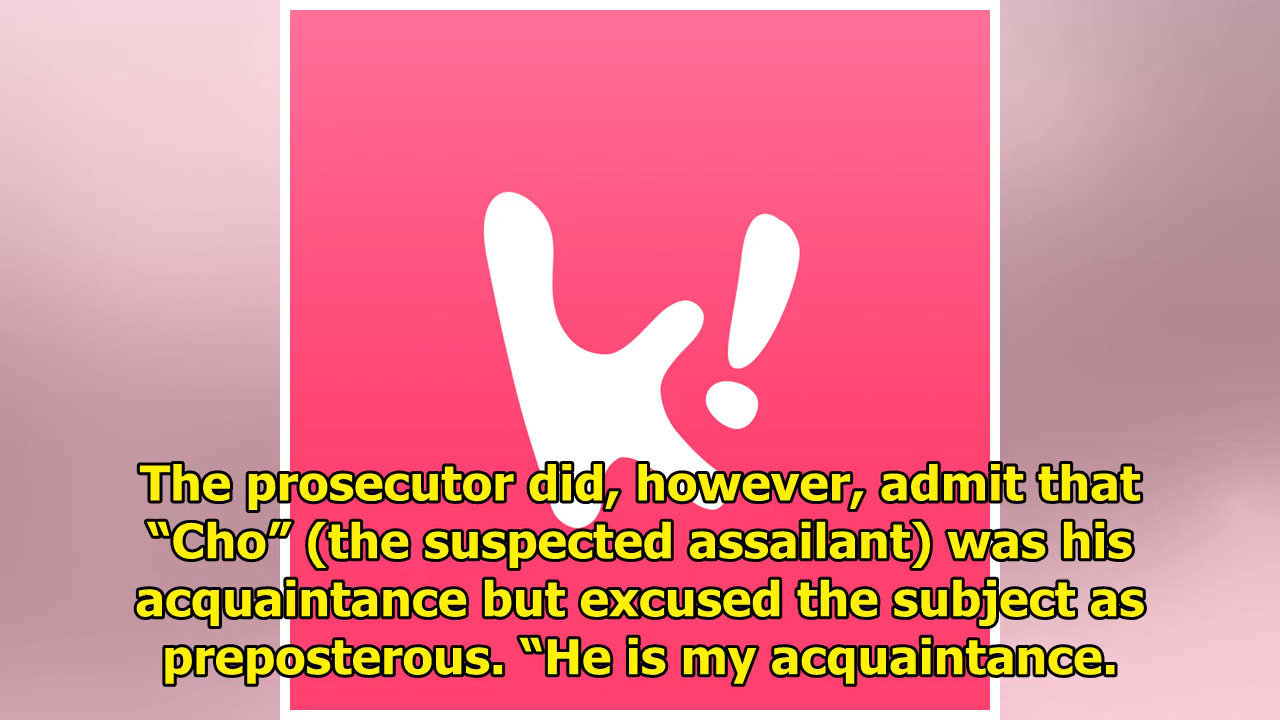 k!
The prosecutor did, however, admit that
“Cho” (the suspected assailant) was his
acquaintance but excused the subject as
preposterous. “He is my acquaintance.